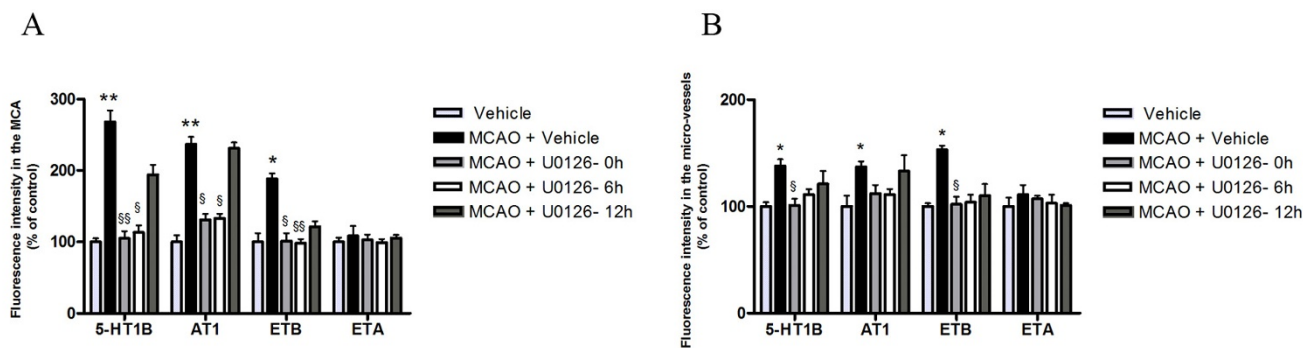 A
Fluorescence intensity in the MCA
(% of control)
300
200
100
0
**
§§
§
**
§
§
*
§
§§
5-HT1B
AT1
ETB
ETA
Vehicle
MCAO + Vehicle
MCAO + U0126- 0h
MCAO + U0126- 6h
MCAO + U0126- 12h
B
Fluorescence intensity in the micro-vessels
(% of control)
200
100
0
*
§
*
*
§
5-HT1B
AT1
ETB
ETA
Vehicle
MCAO + Vehicle
MCAO + U0126- 0h
MCAO + U0126- 6h
MCAO + U0126- 12h